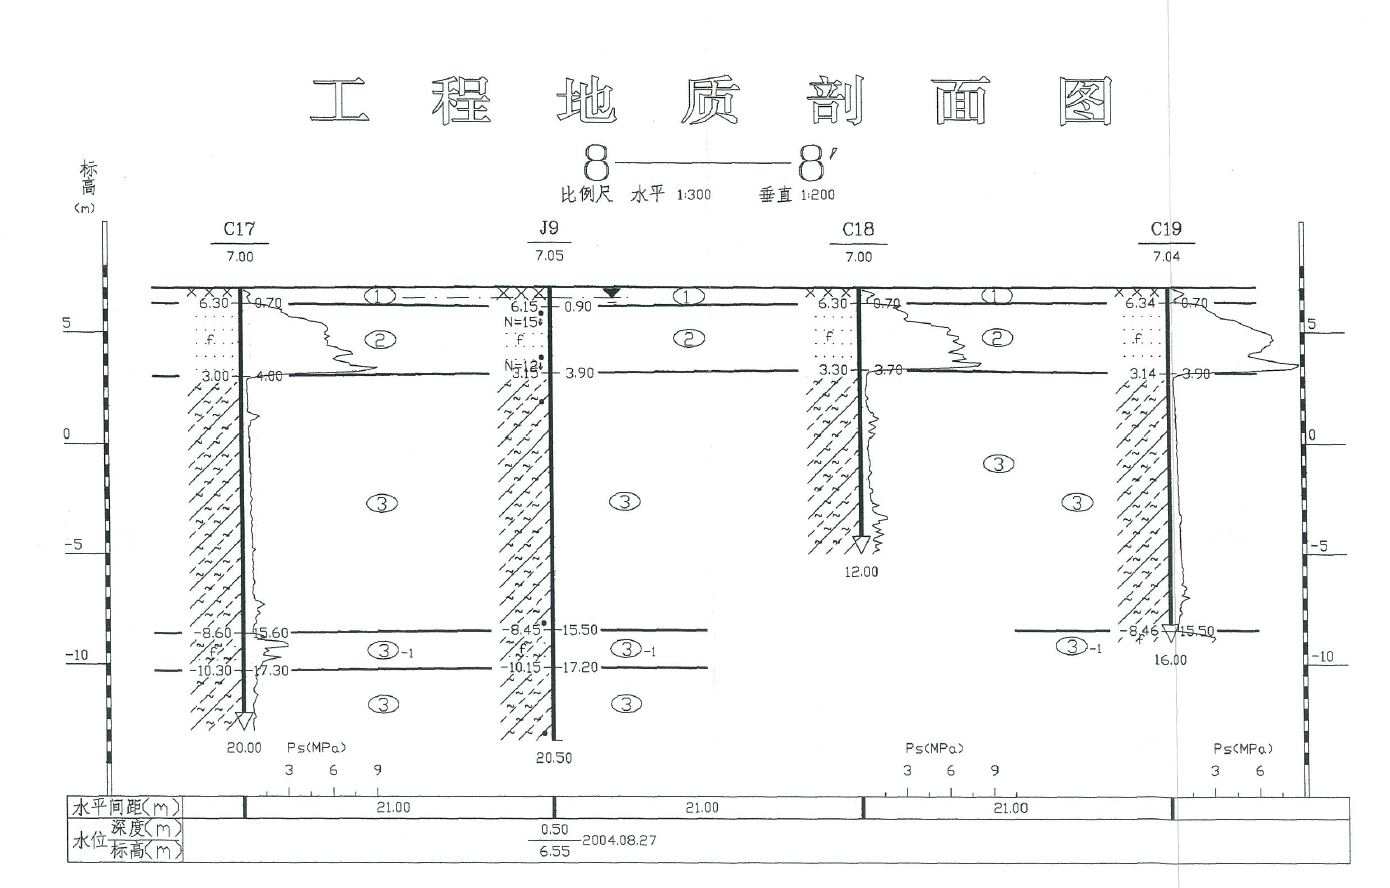 工程地质剖面图
8 8′
比例尺 水平 1:300 垂直 1:200
标高
(m)
C17 J9 C18 C19
7.00 7.05 7.00 7.04
6.30 0.70 ① 6.15 0.90 ① 6.30 0.70 ① 6.34 0.70
5 N=15 5
f ② f ② f ② f
N=12
3.00 4.00 3.15 3.90 3.30 3.70 3.14 3.90
0 0
③
③ ③ ③
-5 -5
12.00
-8.60 15.60 -8.45 15.50 -8.46 15.50
f ③-1 f ③-1 ③-1 f
-10 -10
16.00
-10.30 17.30 -10.15 17.20
③ ③
20.00 Ps(MPa) 20.50 Ps(MPa) Ps(MPa)
3 6 9 3 6 9 3 6
水平间距(m) 21.00 21.00 21.00
水位 深度(m) 0.50 2004.08.27
标高(m) 6.55